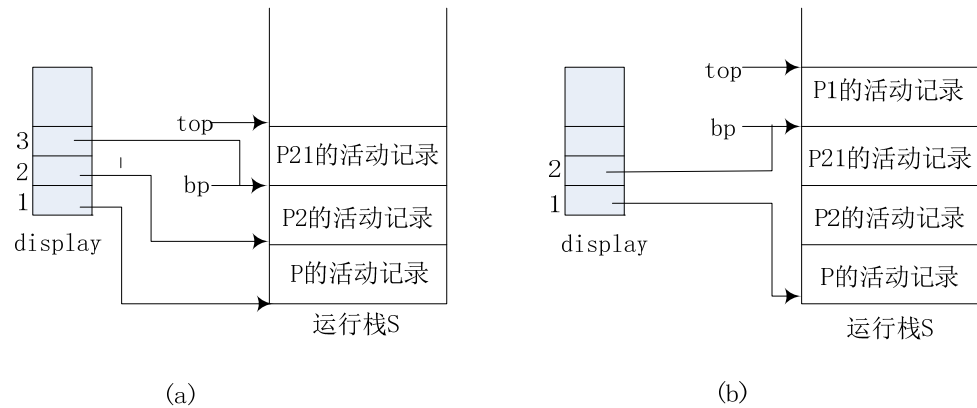 top
3
P21的活动记录
2
bp
1
P2的活动记录
display
P的活动记录
运行栈S
(a)
top
P1的活动记录
bp
P21的活动记录
2
1
P2的活动记录
display
P的活动记录
运行栈S
(b)